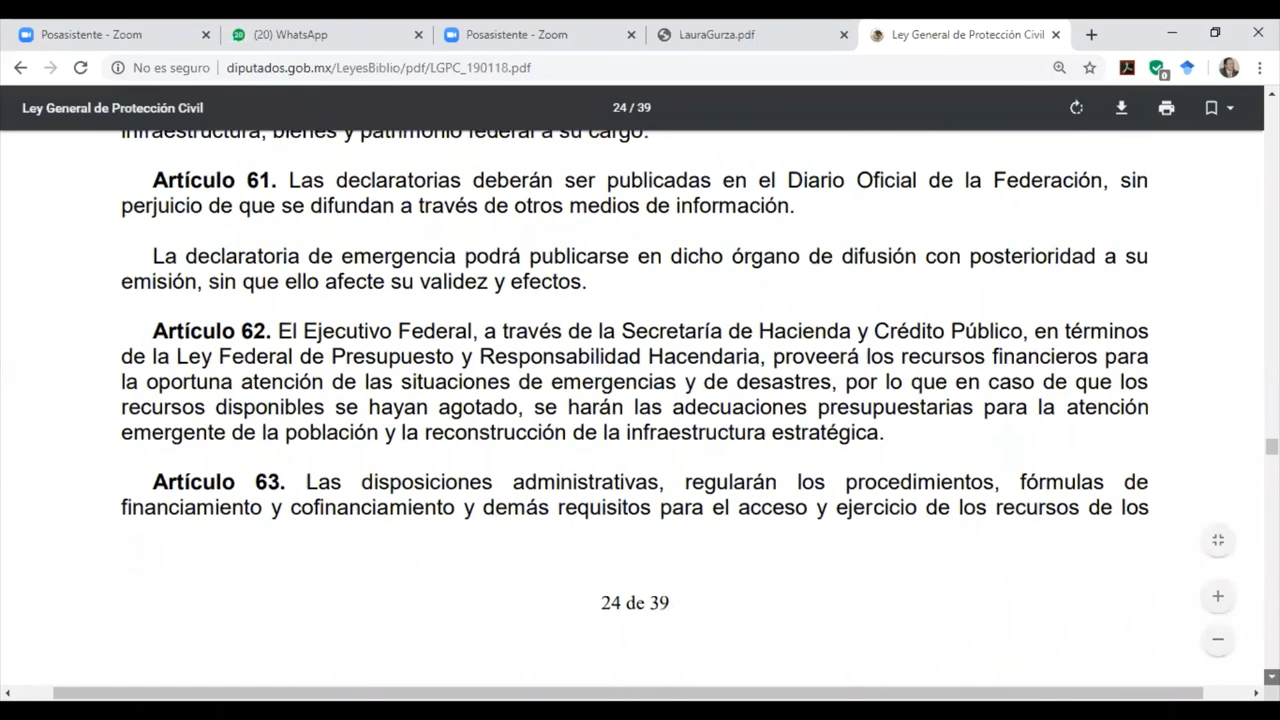 Posasistente - Zoom
20
(20) WhatsApp
Posasistente - Zoom
LauraGurza.pdf
Ley General de Protección Civil
No es seguro
deputados.gob.mx/LeyesBiblio/pdf/LGPC_190118.pdf
0
Ley General de Protección Civil
24 / 39
infraestructura, bienes y patrimonio federal a su cargo.
Artículo 61. Las declaratorias deberán ser publicadas en el Diario Oficial de la Federación, sin
perjuicio de que se difundan a través de otros medios de información.
La declaratoria de emergencia podrá publicarse en dicho órgano de difusión con posterioridad a su
emisión, sin que ello afecte su validez y efectos.
Artículo 62. El Ejecutivo Federal, a través de la Secretaría de Hacienda y Crédito Público, en términos
de la Ley Federal de Presupuesto y Responsabilidad Hacendaria, proveerá los recursos financieros para
la oportuna atención de las situaciones de emergencias y de desastres, por lo que en caso de que los
recursos disponibles se hayan agotado, se harán las adecuaciones presupuestarias para la atención
emergente de la población y la reconstrucción de la infraestructura estratégica.
Artículo 63. Las disposiciones administrativas, regularán los procedimientos, fórmulas de
financiamiento y cofinanciamiento y demás requisitos para el acceso y ejercicio de los recursos de los
24 de 39